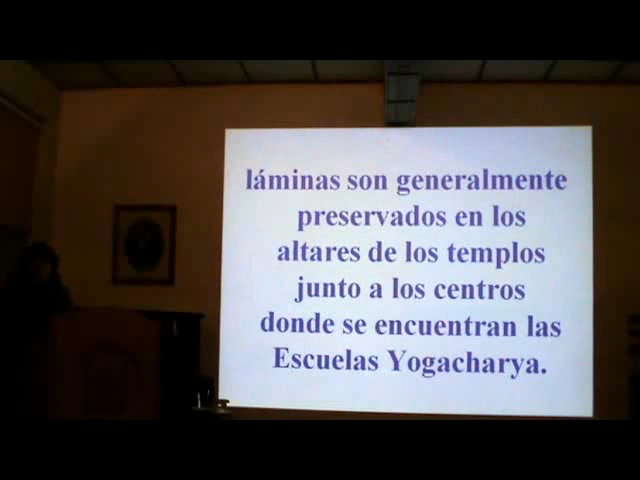 láminas son generalmente
preservados en los
altares de los templos
junto a los centros
donde se encuentran las
Escuelas Yogacharya.